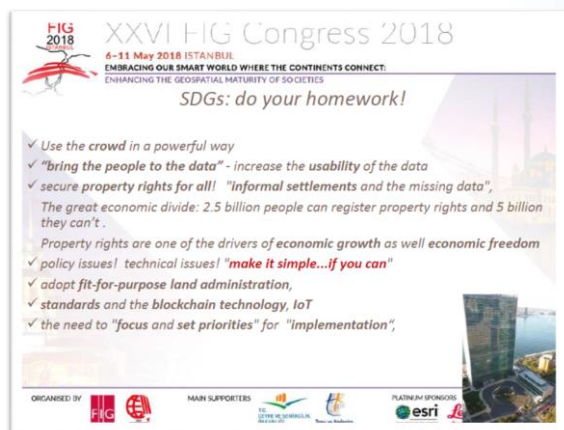 FIG
2018
ISTANBUL
XXVI FIG Congress 2018
6–11 May 2018 ISTANBUL
EMBRACING OUR SMART WORLD WHERE THE CONTINENTS CONNECT:
ENHANCING THE GEOSPATIAL MATURITY OF SOCIETIES
SDGs: do your homework!
✓ Use the crowd in a powerful way
✓ "bring the people to the data" - increase the usability of the data
✓ secure property rights for all! "informal settlements and the missing data",
The great economic divide: 2.5 billion people can register property rights and 5 billion
they can't .
Property rights are one of the drivers of economic growth as well economic freedom
✓ policy issues! technical issues! "make it simple...if you can"
✓ adopt fit-for-purpose land administration,
✓ standards and the blockchain technology, IoT
✓ the need to "focus and set priorities" for "implementation",
ORGANISED BY
FIG
MAIN SUPPORTERS
PLATINUM SPONSORS
esri